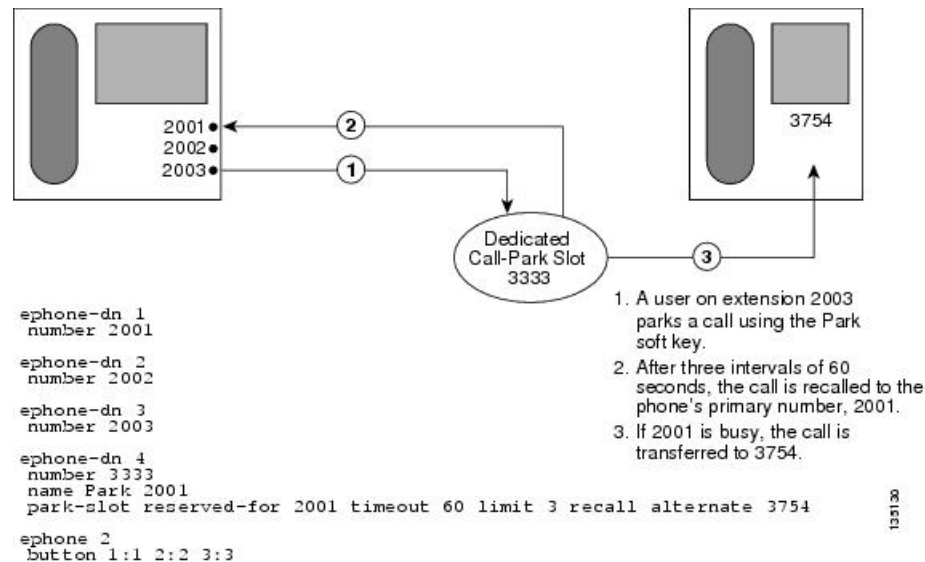 2001
2002
2003
2
1
3754
Dedicated
Call-Park Slot
3333
3
1. A user on extension 2003
parks a call using the Park
soft key.
2. After three intervals of 60
seconds, the call is recalled to the
phone's primary number, 2001.
3. If 2001 is busy, the call is
transferred to 3754.
ephone-dn 1
number 2001
ephone-dn 2
number 2002
ephone-dn 3
number 2003
ephone-dn 4
number 3333
name Park 2001
park-slot reserved-for 2001 timeout 60 limit 3 recall alternate 3754
ephone 2
button 1:1 2:2 3:3
135130